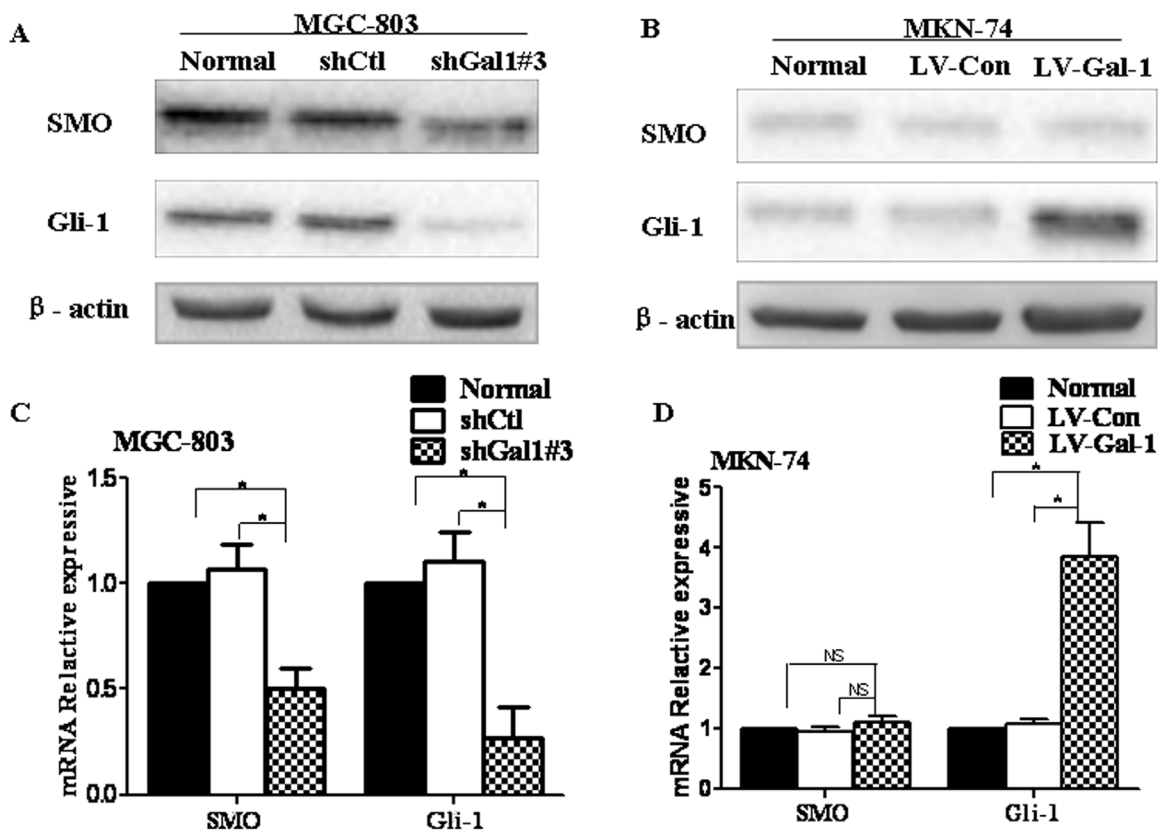 A
MGC-803
Normal shCtl shGal1#3
SMO
Gli-1
β - actin
B
MKN-74
Normal LV-Con LV-Gal-1
SMO
Gli-1
β - actin
C
MGC-803
Normal
shCtl
shGal1#3
mRNA Relactive expressive
1.5
1.0
0.5
0.0
* *
* *
SMO Gli-1
D
MKN-74
Normal
LV-Con
LV-Gal-1
mRNA Relactive expressive
5
4
3
2
1
0
*
*
NS
NS
SMO Gli-1